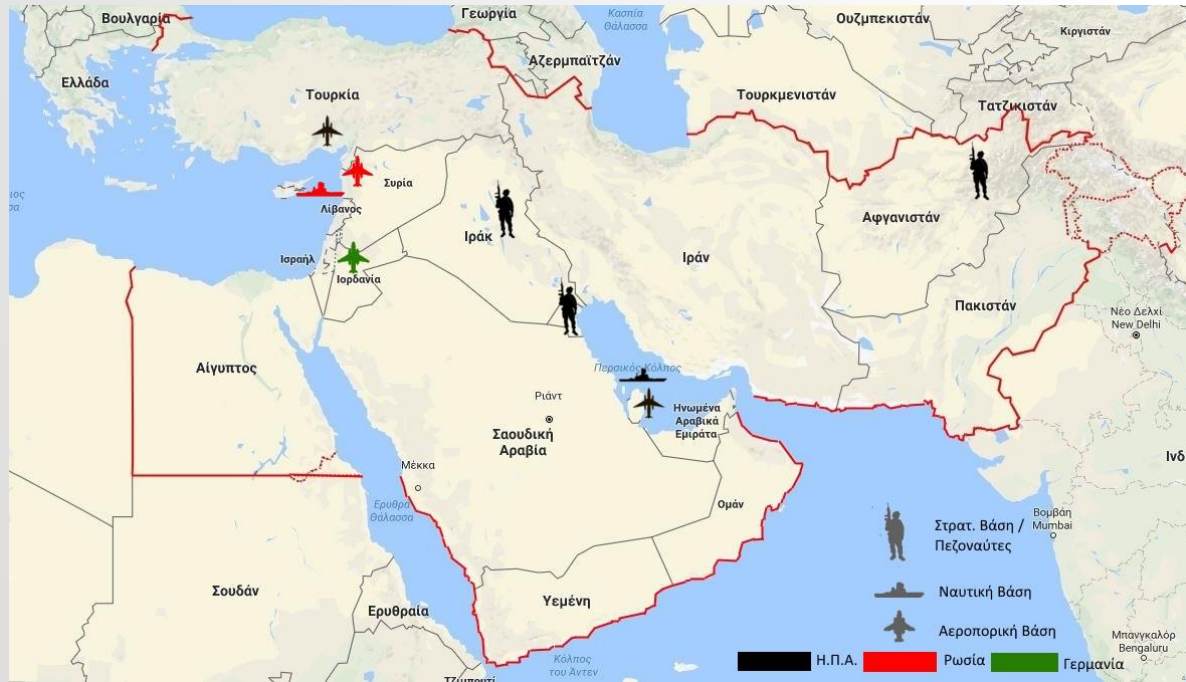 Βουλγαρία
Γεωργία
Κασπία
Θάλασσα
Ουζμπεκιστάν
Κιργιστάν
Ελλάδα
Αζερμπαϊτζάν
Τουρκία
Τουρκμενιστάν
Τατζικιστάν
Συρία
Λίβανος
Ιράκ
Ιράν
Αφγανιστάν
Ισραήλ
Ιορδανία
Πακιστάν
Νέο Δελχί
New Delhi
Αίγυπτος
Περσικός Κόλπος
Ριάντ
Ηνωμένα
Αραβικά
Εμιράτα
Σαουδική
Αραβία
Μέκκα
Ινδ
Ερυθρά
Θάλασσα
Ομάν
Βομβάη
Mumbai
Στρατ. Βάση /
Πεζοναύτες
Σουδάν
Ερυθραία
Υεμένη
Ναυτική Βάση
Αεροπορική Βάση
Μπανγκαλόρ
Bengaluru
Κόλπος
του Άντεν
Τζιμπουτί
Η.Π.Α.
Ρωσία
Γερμανία